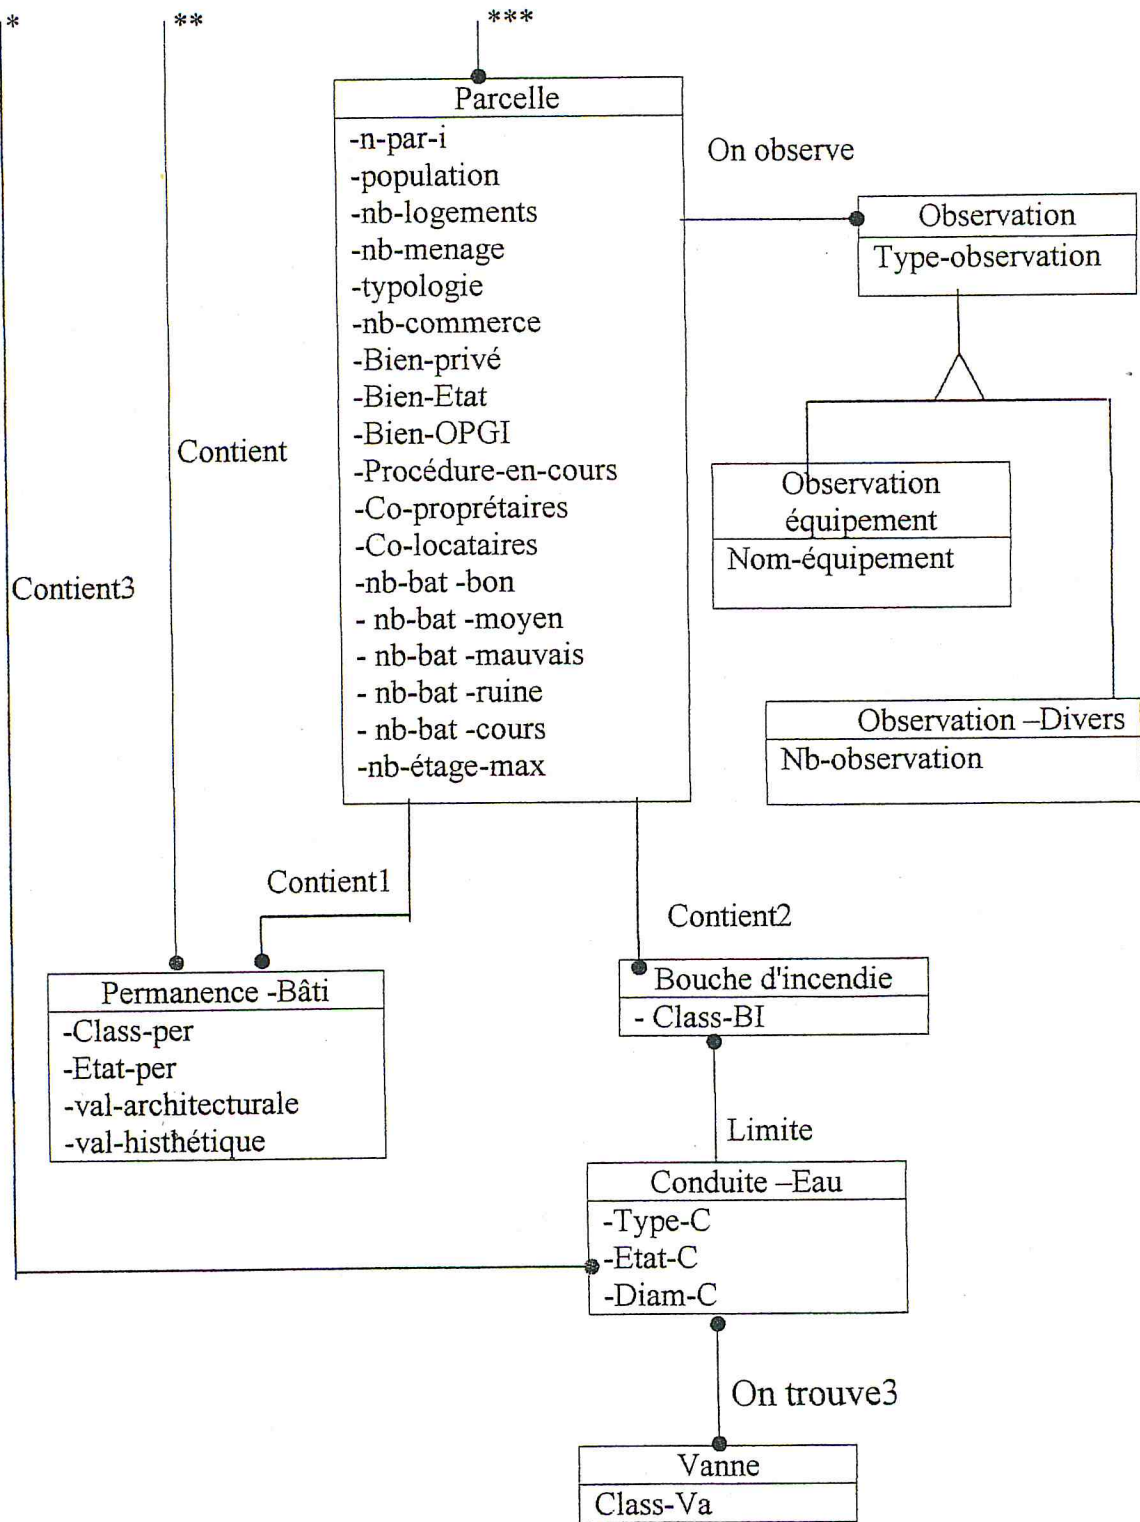 *
**
***
Parcelle
-n-par-i
-population
-nb-logements
-nb-menage
-typologie
-nb-commerce
-Bien-privé
-Bien-Etat
-Bien-OPGI
-Procédure-en-cours
-Co-proprétaires
-Co-locataires
-nb-bat -bon
- nb-bat -moyen
- nb-bat -mauvais
- nb-bat -ruine
- nb-bat -cours
-nb-étage-max
On observe
Observation
Type-observation
Observation
équipement
Nom-équipement
Observation –Divers
Nb-observation
Contient
Contient3
Contient1
Contient2
Permanence -Bâti
-Class-per
-Etat-per
-val-architecturale
-val-histhétique
Bouche d'incendie
- Class-BI
Limite
Conduite –Eau
-Type-C
-Etat-C
-Diam-C
On trouve3
Vanne
Class-Va